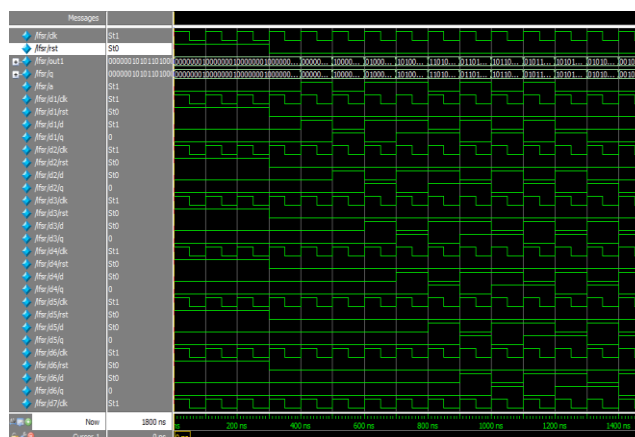 Messages
/lfsr/clk St1
/lfsr/rst St0
/lfsr/out1
/lfsr/q
/lfsr/a St1
/lfsr/d1/clk St1
/lfsr/d1/rst St0
/lfsr/d1/d St1
/lfsr/d1/q 0
/lfsr/d2/clk St1
/lfsr/d2/rst St0
/lfsr/d2/d St0
/lfsr/d2/q 0
/lfsr/d3/clk St1
/lfsr/d3/rst St0
/lfsr/d3/d St0
/lfsr/d3/q 0
/lfsr/d4/clk St1
/lfsr/d4/rst St0
/lfsr/d4/d St0
/lfsr/d4/q 0
/lfsr/d5/clk St1
/lfsr/d5/rst St0
/lfsr/d5/d St0
/lfsr/d5/q 0
/lfsr/d6/clk St1
/lfsr/d6/rst St0
/lfsr/d6/d St0
/lfsr/d6/q 0
/lfsr/d7/clk St1
Now 1800 ns 200 ns 400 ns 600 ns 800 ns 1000 ns 1200 ns 1400 ns